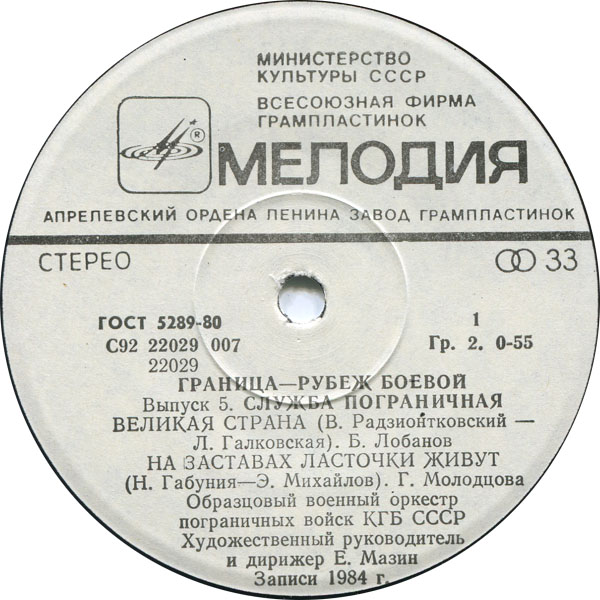 МИНИСТЕРСТВО
КУЛЬТУРЫ СССР
ВСЕСОЮЗНАЯ ФИРМА
ГРАМПЛАСТИНОК
®
МЕЛОДИЯ
АПРЕЛЕВСКИЙ ОРДЕНА ЛЕНИНА ЗАВОД ГРАМПЛАСТИНОК
СТЕРЕО 33
ГОСТ 5289-80 1
С92 22029 007 Гр. 2. 0-55
22029
ГРАНИЦА—РУБЕЖ БОЕВОЙ
Выпуск 5. СЛУЖБА ПОГРАНИЧНАЯ
ВЕЛИКАЯ СТРАНА (В. Радзионтковский —
Л. Галковская). Б. Лобанов
НА ЗАСТАВАХ ЛАСТОЧКИ ЖИВУТ
(Н. Габуния—Э. Михайлов). Г. Молодцова
Образцовый военный оркестр
пограничных войск КГБ СССР
Художественный руководитель
и дирижер Е. Мазин
Записи 1984 г.